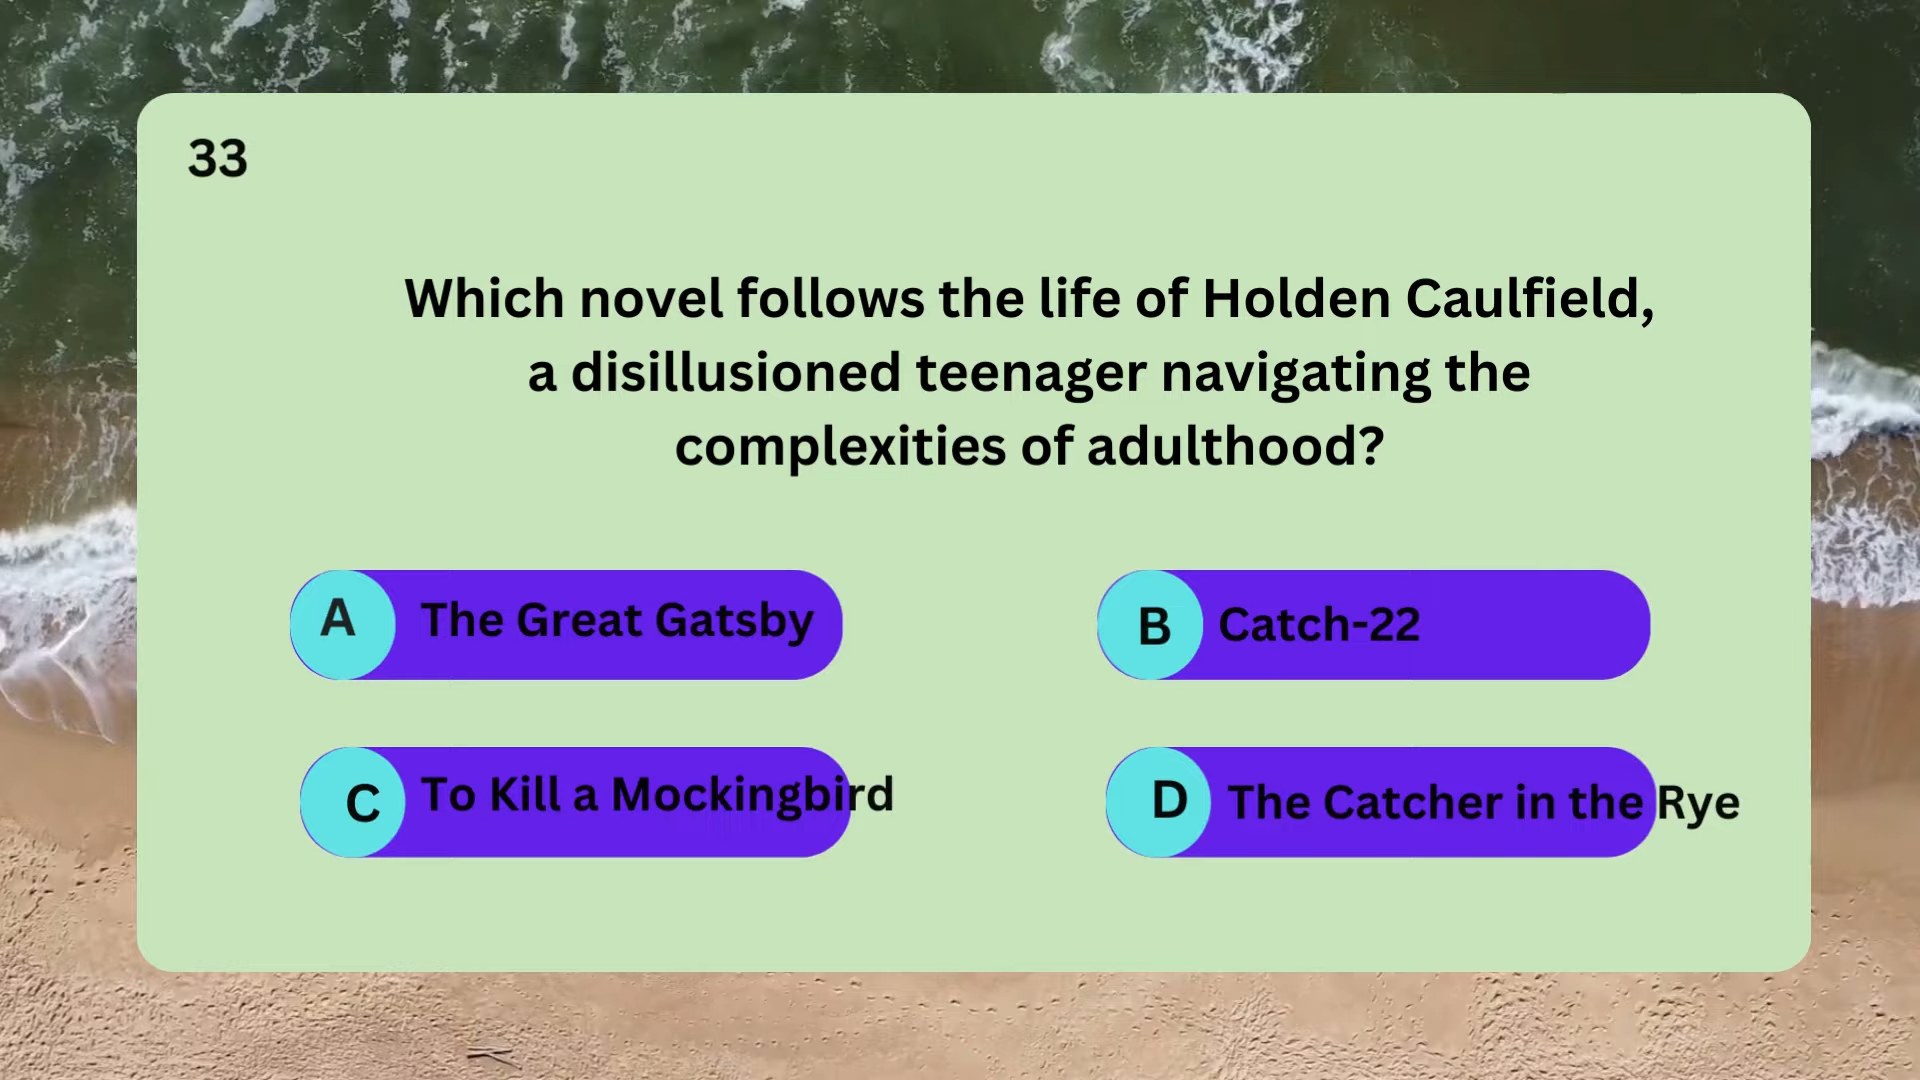 33
Which novel follows the life of Holden Caulfield,
a disillusioned teenager navigating the
complexities of adulthood?
A The Great Gatsby
B Catch-22
C To Kill a Mockingbird
D The Catcher in the Rye